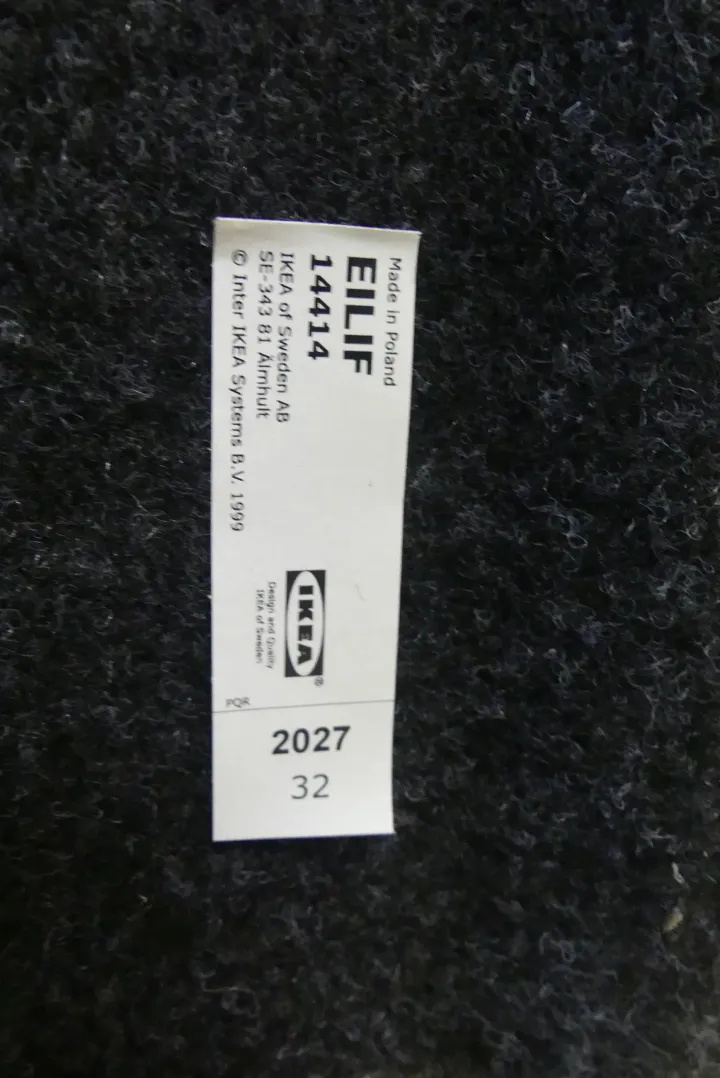 Made in Poland
EILIF
14414
IKEA of Sweden AB
SE-343 81 Älmhult
© Inter IKEA Systems B.V. 1999
IKEA®
Design and Quality
IKEA of Sweden
PQR
2027
32